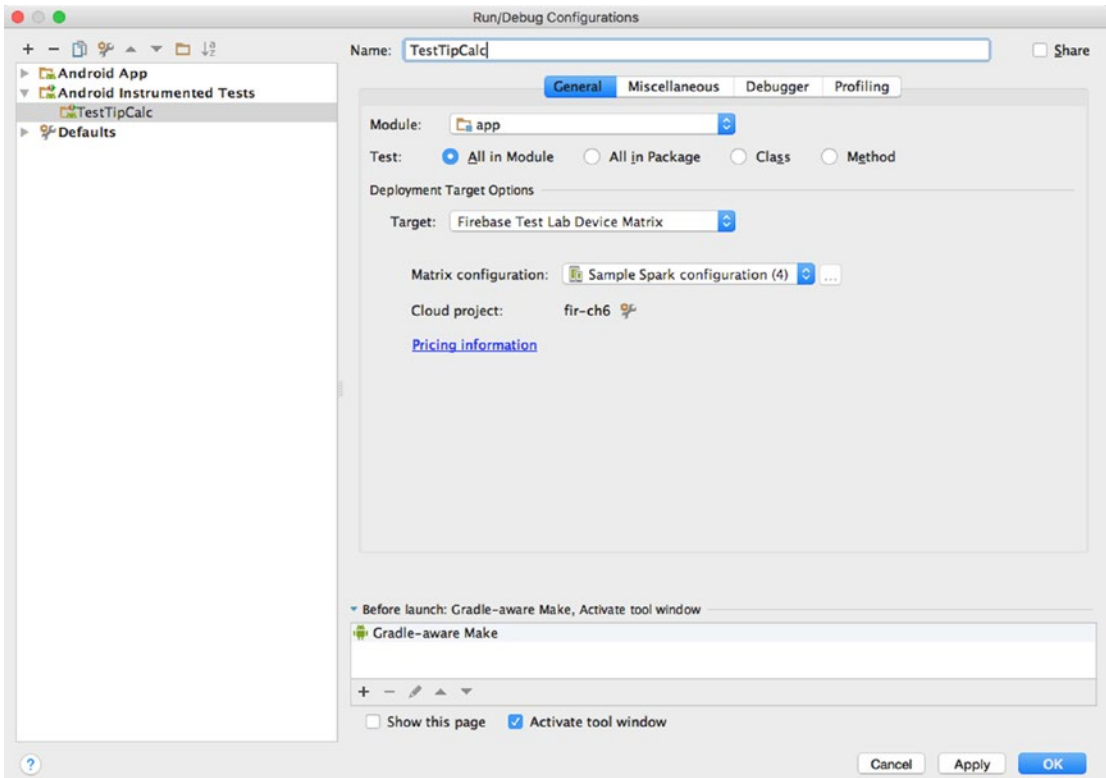 Run/Debug Configurations
Name: TestTipCalc
Share
Android App
Android Instrumented Tests
TestTipCalc
Defaults
General Miscellaneous Debugger Profiling
Module: app
Test: All in Module All in Package Class Method
Deployment Target Options
Target: Firebase Test Lab Device Matrix
Matrix configuration: Sample Spark configuration (4) ...
Cloud project: fir-ch6
Pricing information
Before launch: Gradle-aware Make, Activate tool window
Gradle-aware Make
Show this page Activate tool window
? Cancel Apply OK